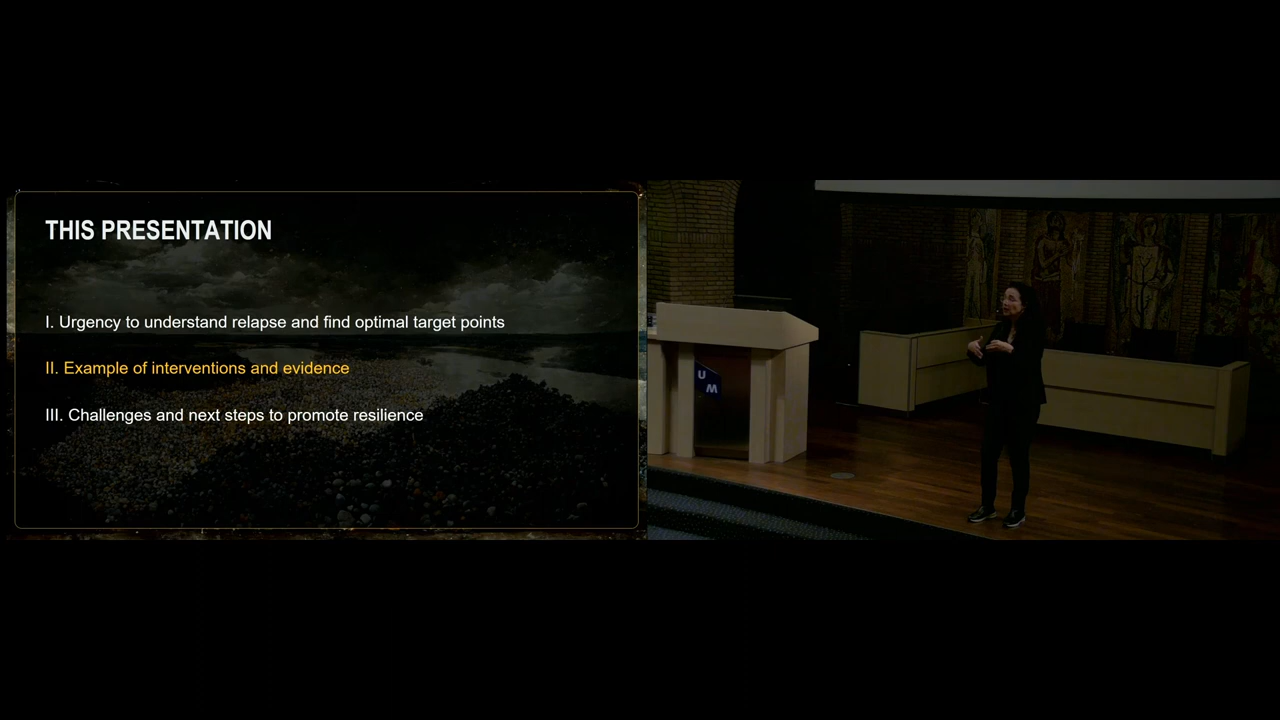 THIS PRESENTATION
I. Urgency to understand relapse and find optimal target points
II. Example of interventions and evidence
III. Challenges and next steps to promote resilience
U
M